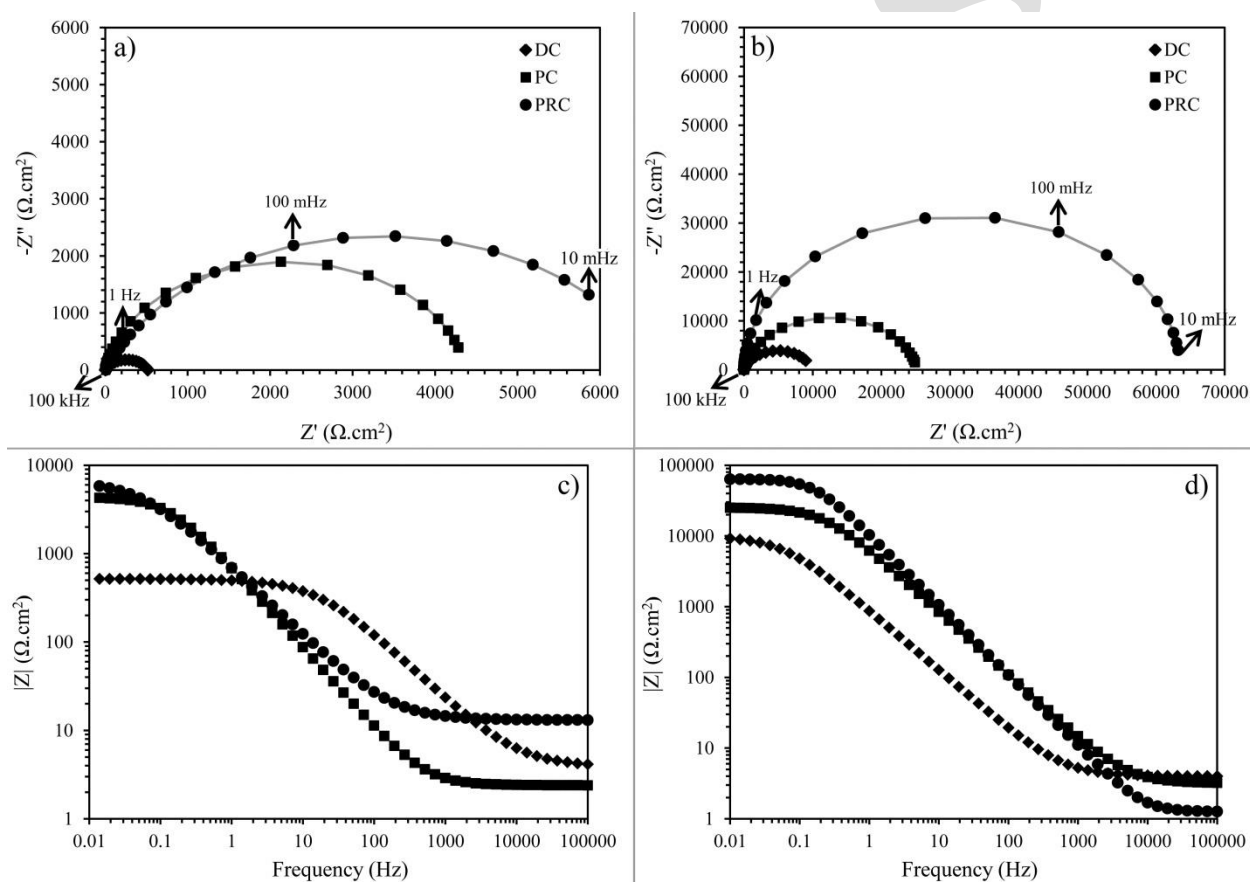 a)
6000
5000
4000
3000
2000
1000
0
-Z" (Ω.cm²)
DC
PC
PRC
100 mHz
10 mHz
1 Hz
100 kHz
0 1000 2000 3000 4000 5000 6000
Z' (Ω.cm²)
b)
70000
60000
50000
40000
30000
20000
10000
0
-Z" (Ω.cm²)
DC
PC
PRC
100 mHz
1 Hz
10 mHz
100 kHz
0 10000 20000 30000 40000 50000 60000 70000
Z' (Ω.cm²)
c)
10000
1000
100
10
1
|Z| (Ω.cm²)
0.01 0.1 1 10 100 1000 10000 100000
Frequency (Hz)
d)
100000
10000
1000
100
10
1
|Z| (Ω.cm²)
0.01 0.1 1 10 100 1000 10000 100000
Frequency (Hz)